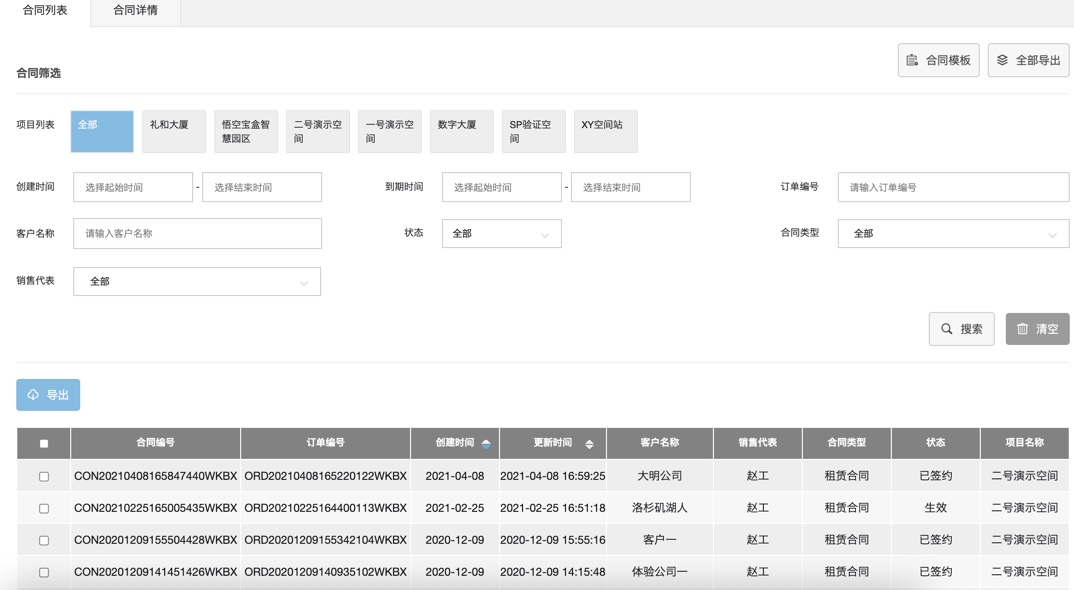 合同列表 合同详情
合同模板 全部导出
合同筛选
项目列表 全部 礼和大厦 悟空宝盒智慧园区 二号演示空间 一号演示空间 数字大厦 SP验证空间 XY空间站
创建时间 选择起始时间 - 选择结束时间 到期时间 选择起始时间 - 选择结束时间 订单编号 请输入订单编号
客户名称 请输入客户名称 状态 全部 合同类型 全部
销售代表 全部
搜索 清空
导出
合同编号 订单编号 创建时间 更新时间 客户名称 销售代表 合同类型 状态 项目名称
CON20210408165847440WKBX ORD20210408165220122WKBX 2021-04-08 2021-04-08 16:59:25 大明公司 赵工 租赁合同 已签约 二号演示空间
CON20210225165005435WKBX ORD20210225164400113WKBX 2021-02-25 2021-02-25 16:51:18 洛杉矶湖人 赵工 租赁合同 生效 二号演示空间
CON20201209155504428WKBX ORD20201209155342104WKBX 2020-12-09 2020-12-09 15:55:16 客户一 赵工 租赁合同 已签约 二号演示空间
CON20201209141451426WKBX ORD20201209140935102WKBX 2020-12-09 2020-12-09 14:15:48 体验公司一 赵工 租赁合同 已签约 二号演示空间